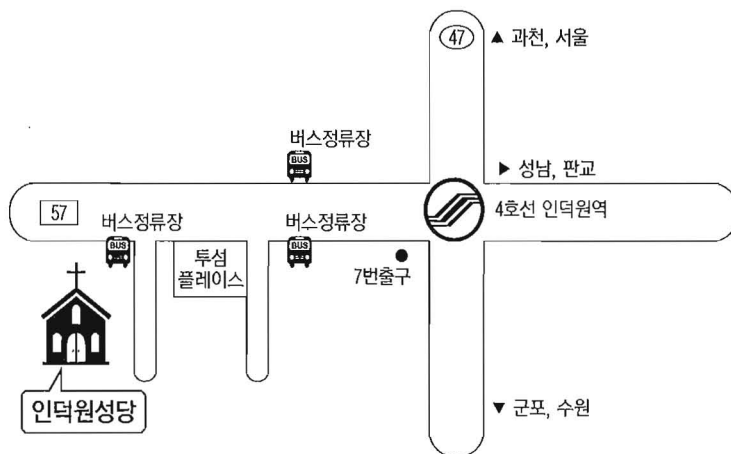 47
▲ 과천, 서울
버스정류장
BUS
▶ 성남, 판교
57
버스정류장
버스정류장
4호선 인덕원역
BUS
투섬
플레이스
BUS
7번출구
인덕원성당
▼ 군포, 수원